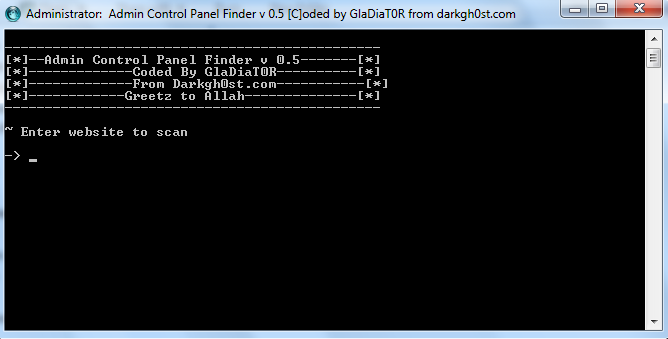 Administrator:  Admin Control Panel Finder v 0.5 [C]oded by GlaDiaT0R from darkgh0st.com
-----------------------------------------------
[*]--Admin Control Panel Finder v 0.5-------[*]
[*]-------------Coded By GlaDiaT0R----------[*]
[*]-------------From Darkgh0st.com-----------[*]
[*]------------Greetz to Allah--------------[*]
-----------------------------------------------
~ Enter website to scan
-> _